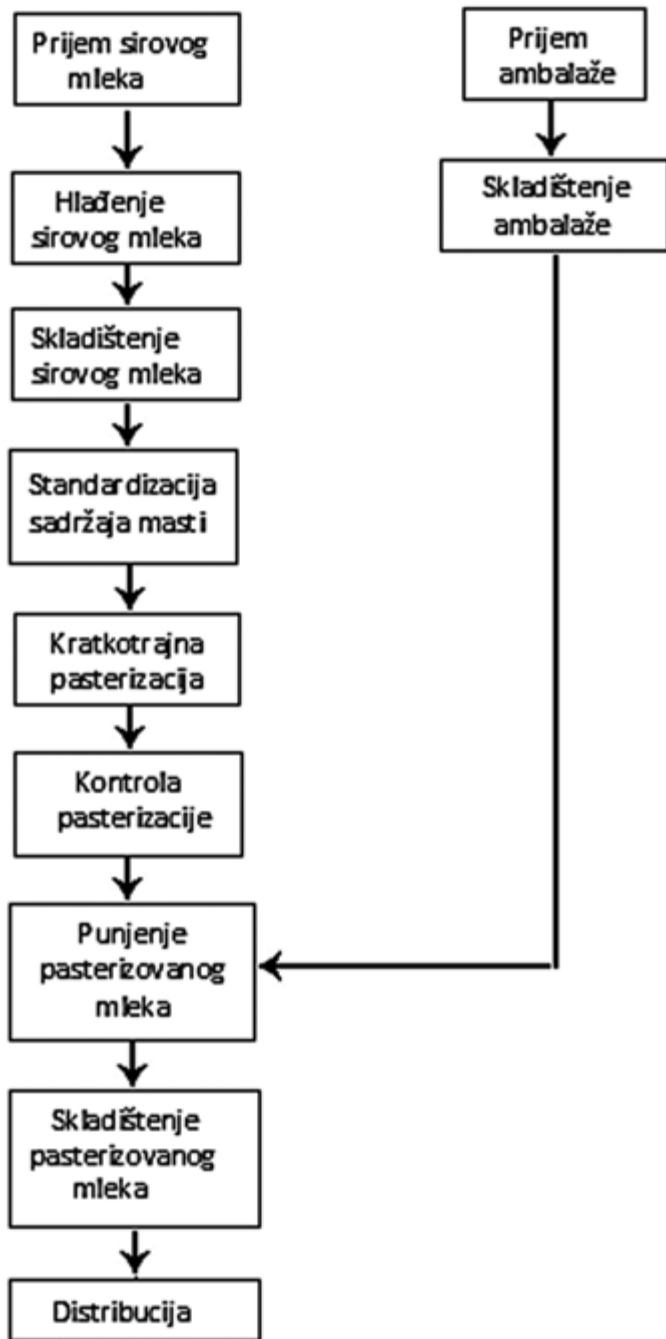 Prijem sirovog
mleka
Hlađenje
sirovog mleka
Skladištenje
sirovog mleka
Standardizacija
sadržaja masti
Kratkotrajna
pasterizacija
Kontrola
pasterizacije
Punjenje
pasterizovanog
mleka
Skladištenje
pasterizovanog
mleka
Distribucija
Prijem
ambalaže
Skladištenje
ambalaže